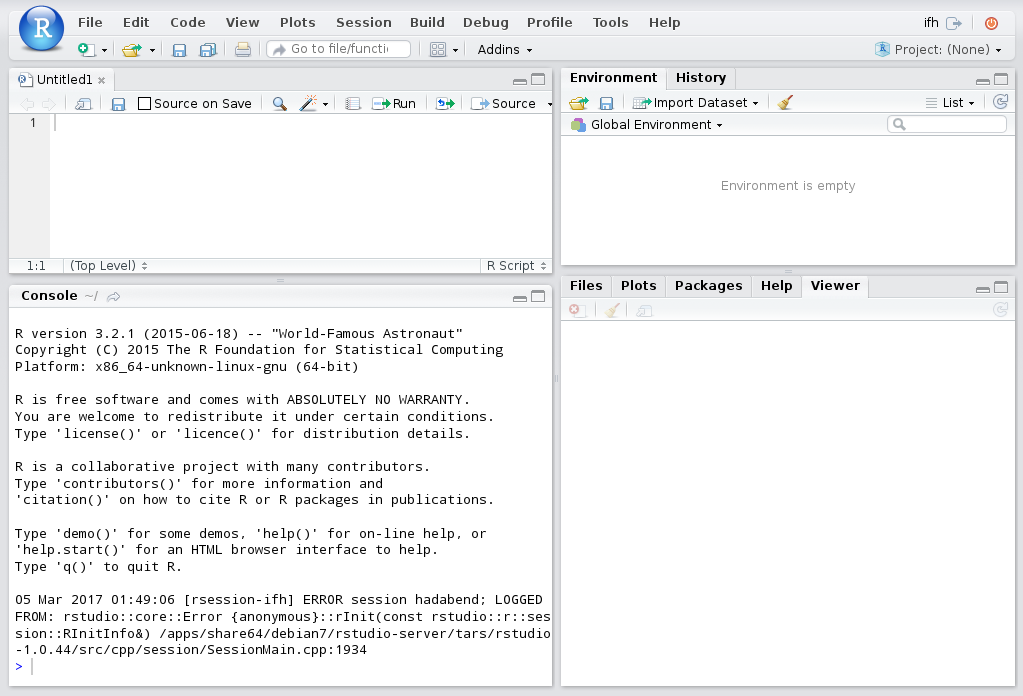 R
File Edit Code View Plots Session Build Debug Profile Tools Help
ifh
Go to file/functi
Addins
R Project: (None)
Untitled1
Source on Save
Run
Source
1
1:1 (Top Level) R Script
Console ~/
R version 3.2.1 (2015-06-18) -- "World-Famous Astronaut"
Copyright (C) 2015 The R Foundation for Statistical Computing
Platform: x86_64-unknown-linux-gnu (64-bit)
R is free software and comes with ABSOLUTELY NO WARRANTY.
You are welcome to redistribute it under certain conditions.
Type 'license()' or 'licence()' for distribution details.
R is a collaborative project with many contributors.
Type 'contributors()' for more information and
'citation()' on how to cite R or R packages in publications.
Type 'demo()' for some demos, 'help()' for on-line help, or
'help.start()' for an HTML browser interface to help.
Type 'q()' to quit R.
05 Mar 2017 01:49:06 [rsession-ifh] ERROR session hadabend; LOGGED
FROM: rstudio::core::Error {anonymous}::rInit(const rstudio::r::ses
sion::RInitInfo&) /apps/share64/debian7/rstudio-server/tars/rstudio
-1.0.44/src/cpp/session/SessionMain.cpp:1934
>
Environment History
Import Dataset
List
Global Environment
Environment is empty
Files Plots Packages Help Viewer